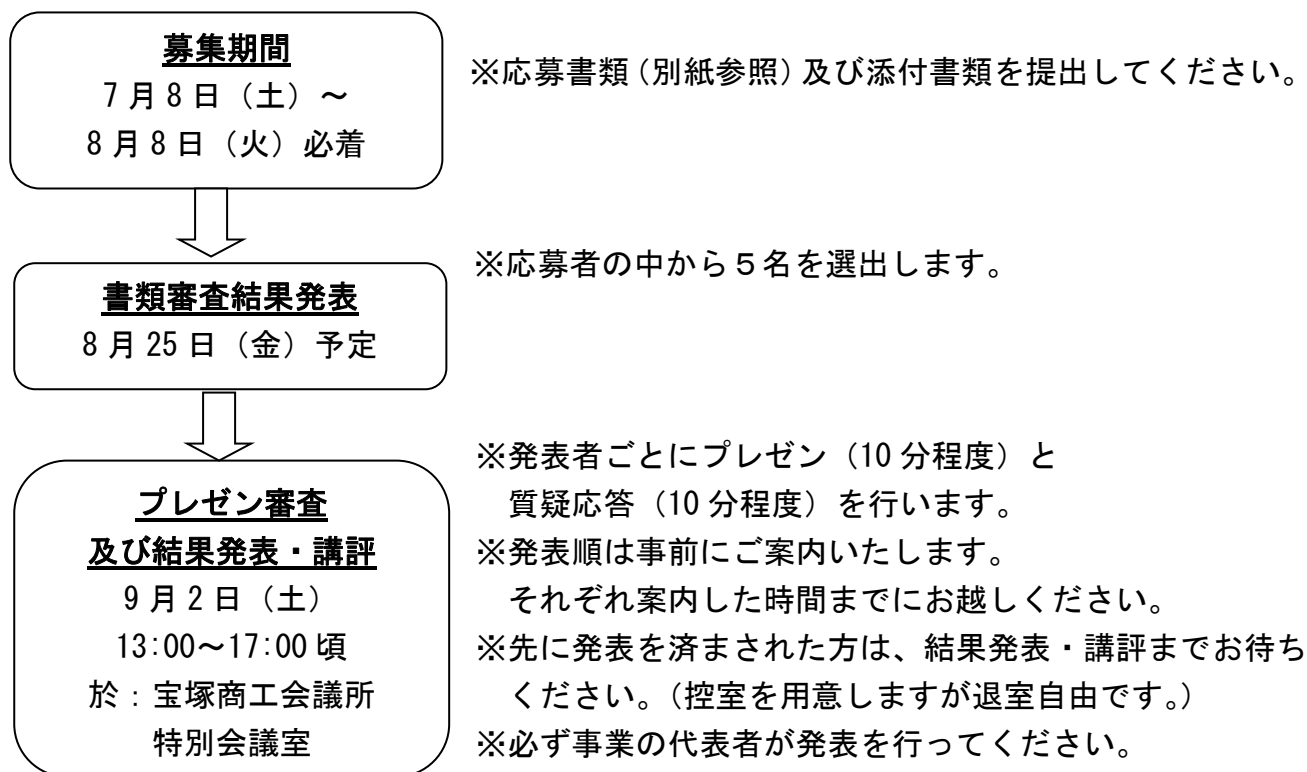 募集期間
7月8日（土）～
8月8日（火）必着
※応募書類（別紙参照）及び添付書類を提出してください。
書類審査結果発表
8月25日（金）予定
※応募者の中から５名を選出します。
プレゼン審査
及び結果発表・講評
9月2日（土）
13:00～17:00頃
於：宝塚商工会議所
特別会議室
※発表者ごとにプレゼン（10分程度）と
質疑応答（10分程度）を行います。
※発表順は事前にご案内いたします。
それぞれ案内した時間までにお越しください。
※先に発表を済まされた方は、結果発表・講評までお待ち
ください。（控室を用意しますが退室自由です。）
※必ず事業の代表者が発表を行ってください。